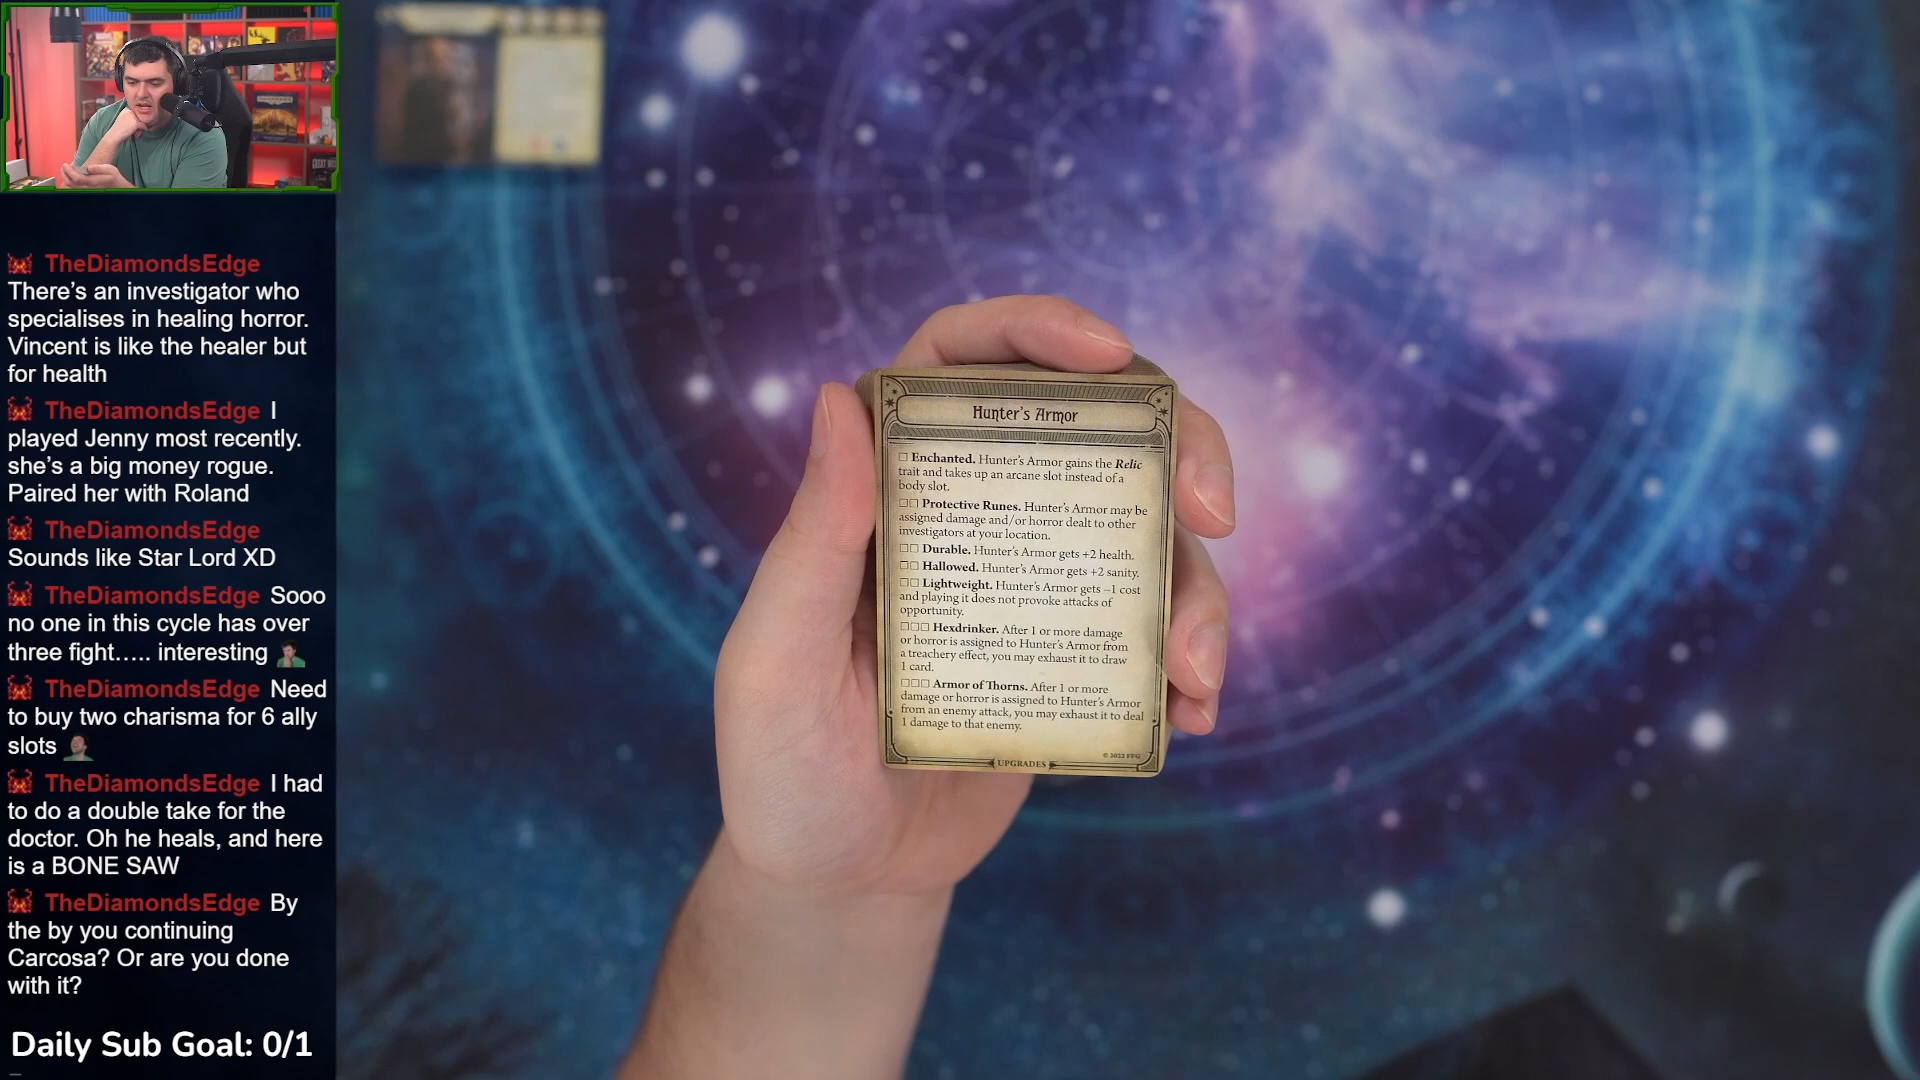 TheDiamondsEdge
There’s an investigator who
specialises in healing horror.
Vincent is like the healer but
for health
TheDiamondsEdge I
played Jenny most recently.
she’s a big money rogue.
Paired her with Roland
TheDiamondsEdge
Sounds like Star Lord XD
TheDiamondsEdge Sooo
no one in this cycle has over
three fight..... interesting
TheDiamondsEdge Need
to buy two charisma for 6 ally
slots
TheDiamondsEdge I had
to do a double take for the
doctor. Oh he heals, and here
is a BONE SAW
TheDiamondsEdge By
the by you continuing
Carcosa? Or are you done
with it?
Daily Sub Goal: 0/1
Hunter's Armor
□ Enchanted. Hunter's Armor gains the Relic
trait and takes up an arcane slot instead of a
body slot.
□□ Protective Runes. Hunter's Armor may be
assigned damage and/or horror dealt to other
investigators at your location.
□□ Durable. Hunter's Armor gets +2 health.
□□ Hallowed. Hunter's Armor gets +2 sanity.
□□ Lightweight. Hunter's Armor gets –1 cost
and playing it does not provoke attacks of
opportunity.
□□□ Hexdrinker. After 1 or more damage
or horror is assigned to Hunter's Armor from
a treachery effect, you may exhaust it to draw
1 card.
□□□ Armor of Thorns. After 1 or more
damage or horror is assigned to Hunter's Armor
from an enemy attack, you may exhaust it to deal
1 damage to that enemy.
© 2022 FFG
UPGRADES